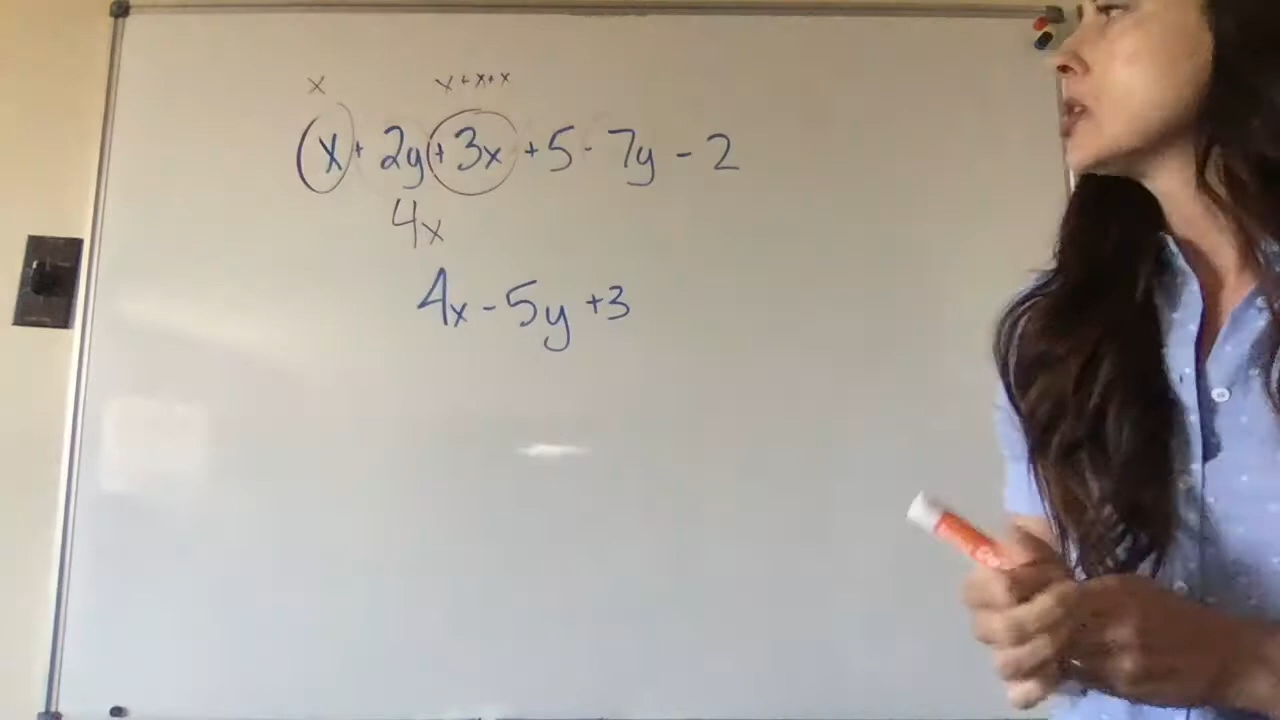 x x+x+x
(x + 2y + 3x + 5 - 7y - 2
4x
4x - 5y + 3